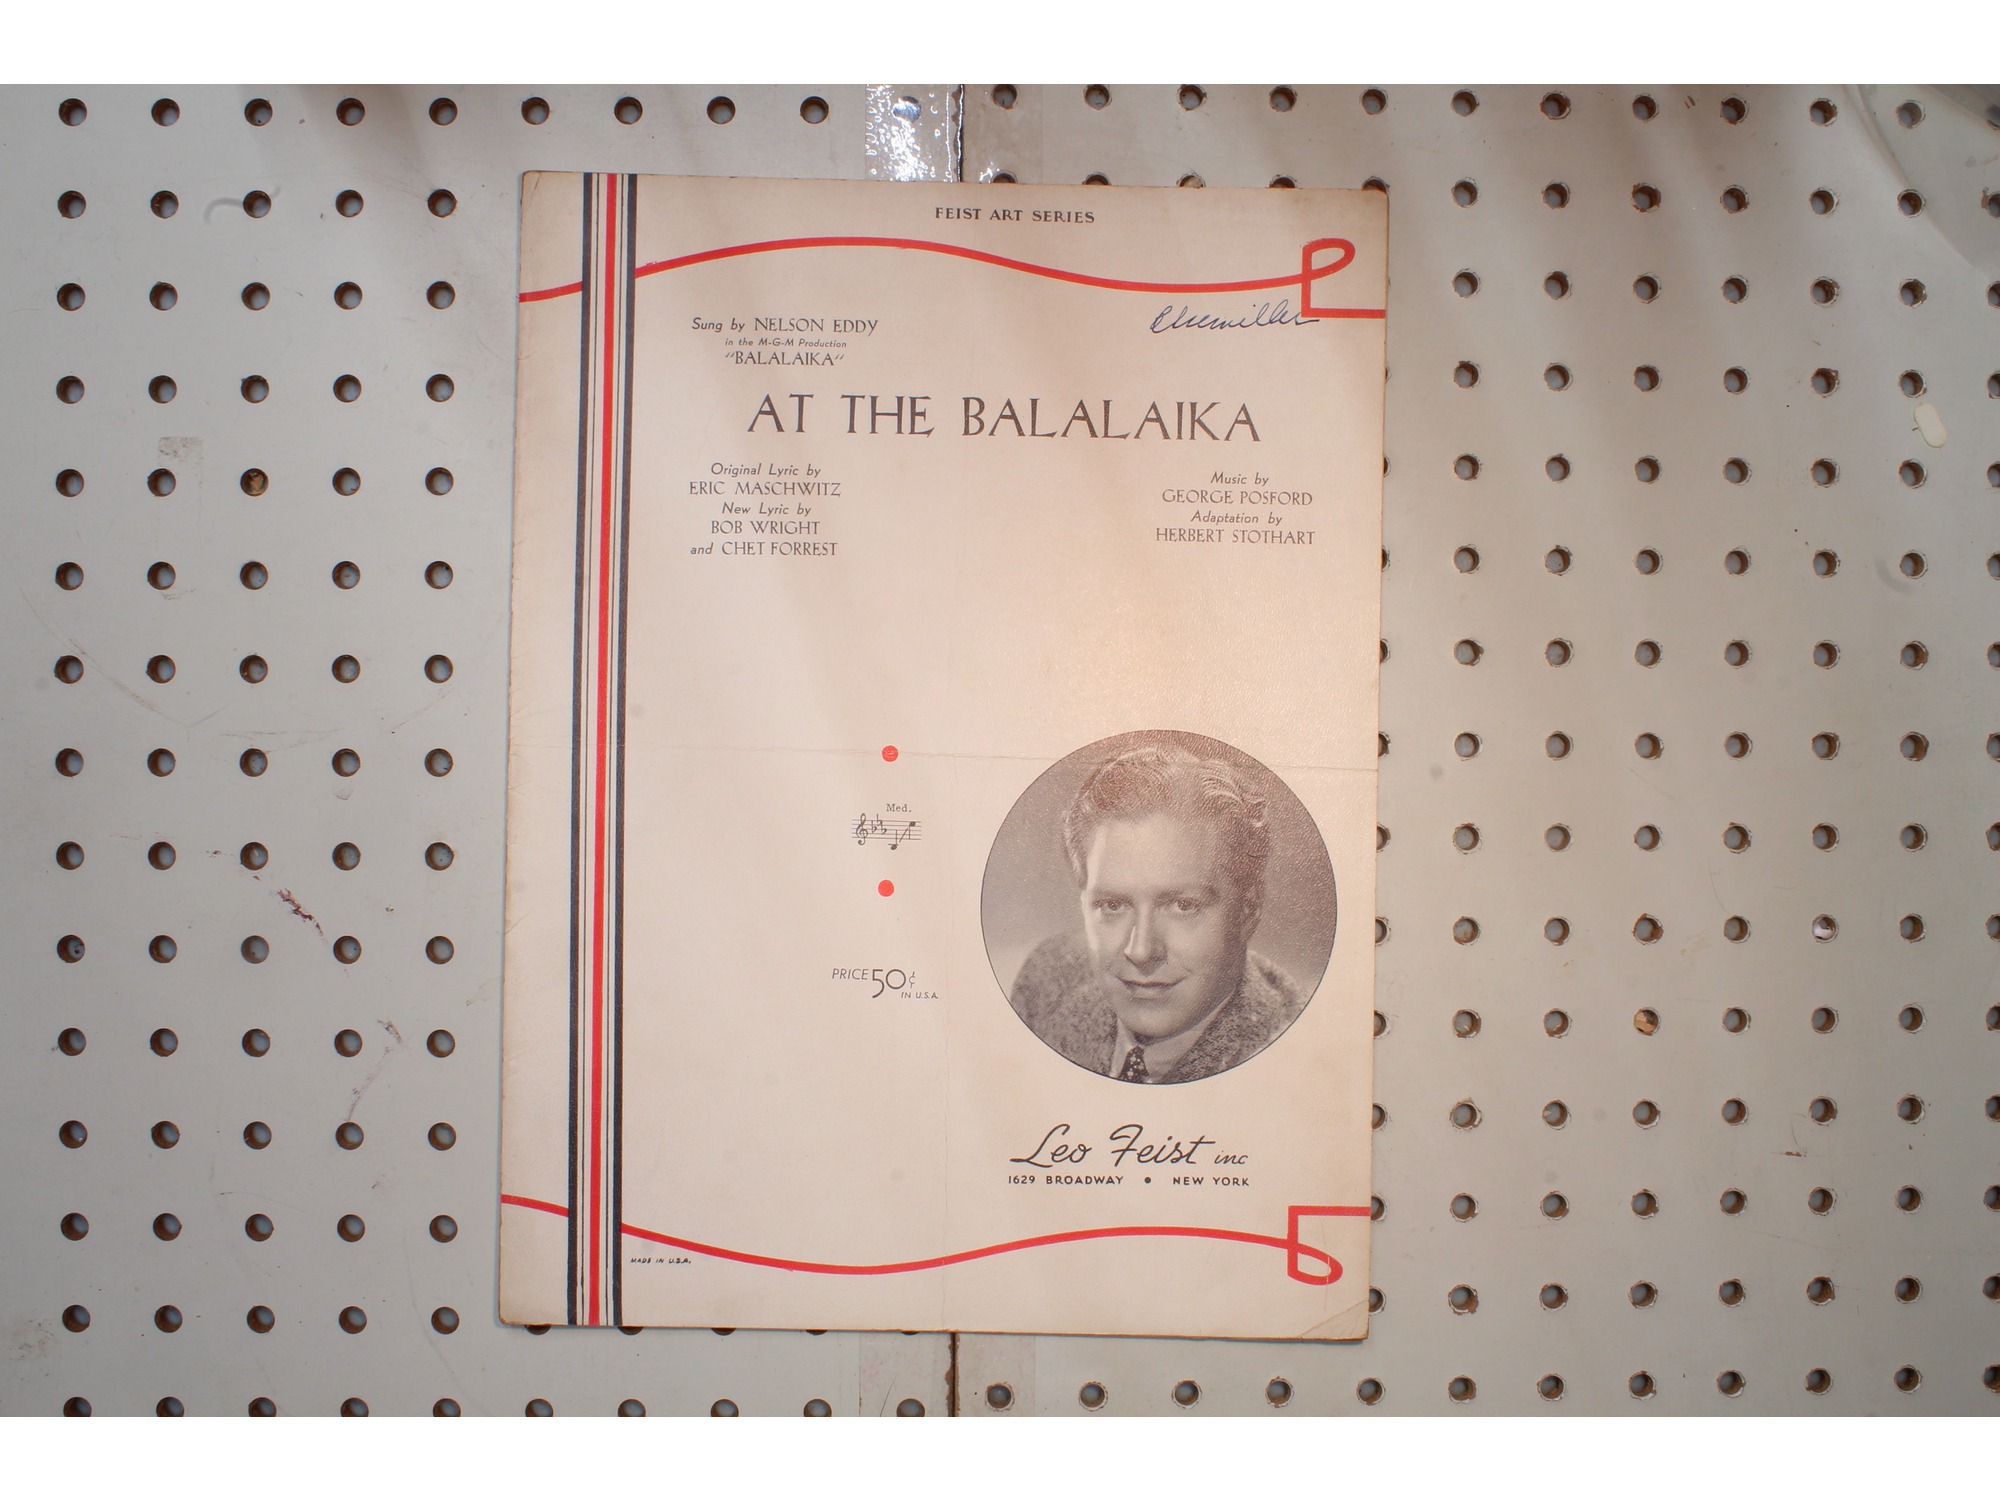 FEIST ART SERIES
Sung by NELSON EDDY
in the M-G-M Production
"BALALAIKA"
AT THE BALALAIKA
Original Lyric by
ERIC MASCHWITZ
New Lyric by
BOB WRIGHT
and CHET FORREST
Music by
GEORGE POSFORD
Adaptation by
HERBERT STOTHART
Med.
PRICE 50¢
IN U.S.A.
Leo Feist inc
1629 BROADWAY • NEW YORK
MADE IN U.S.A.